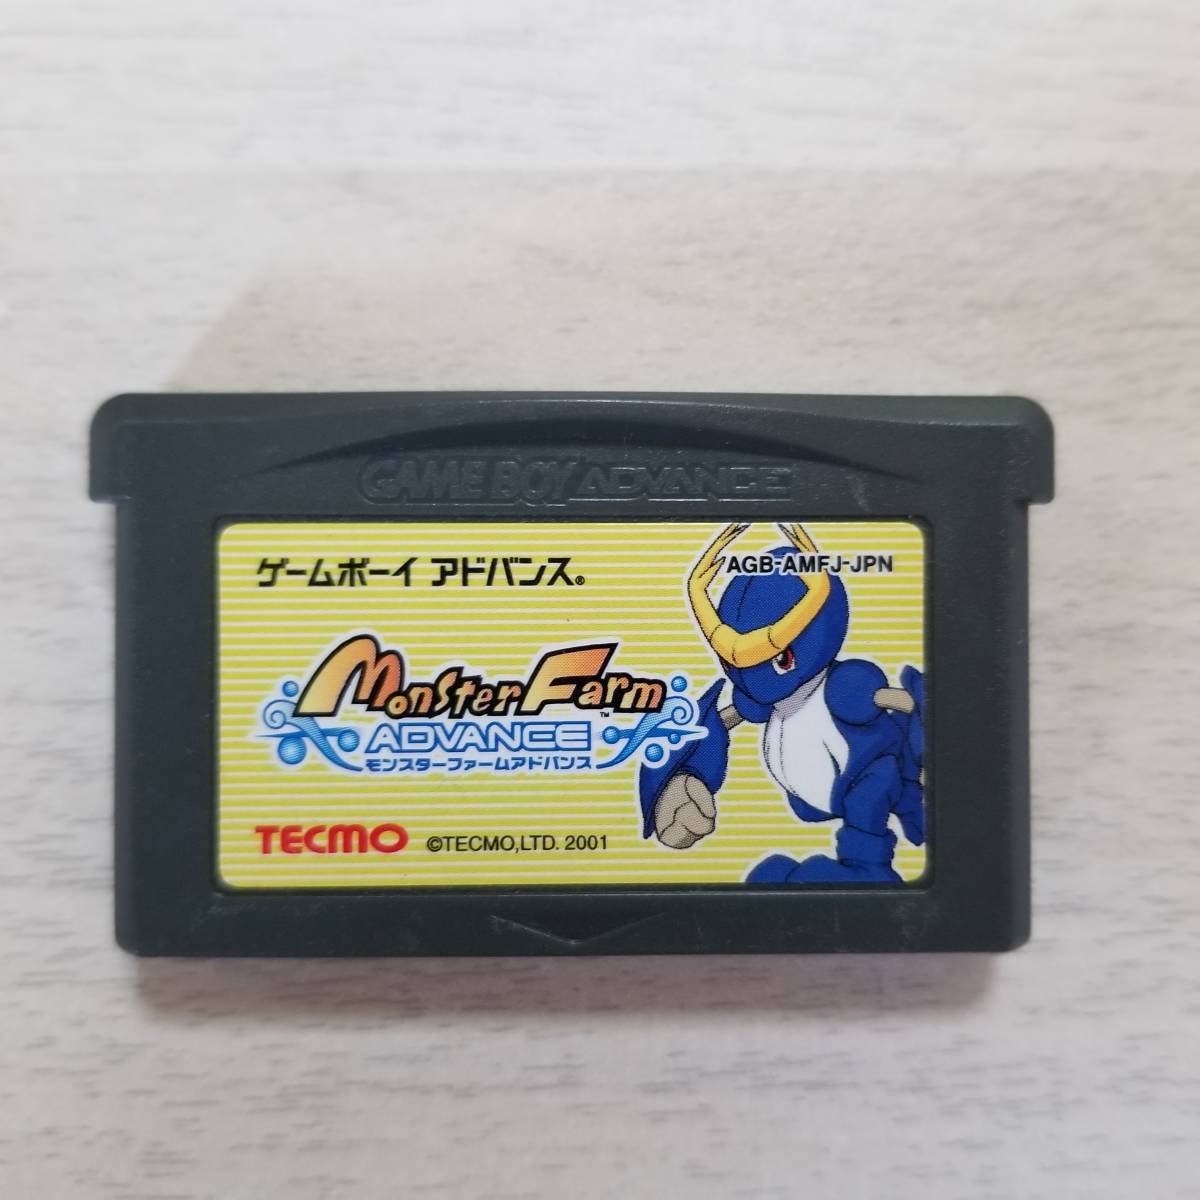 GAME BOY ADVANCE
ゲームボーイ アドバンス®
AGB-AMFJ-JPN
Monster Farm™
ADVANCE
モンスターファームアドバンス
TECMO ©TECMO,LTD. 2001